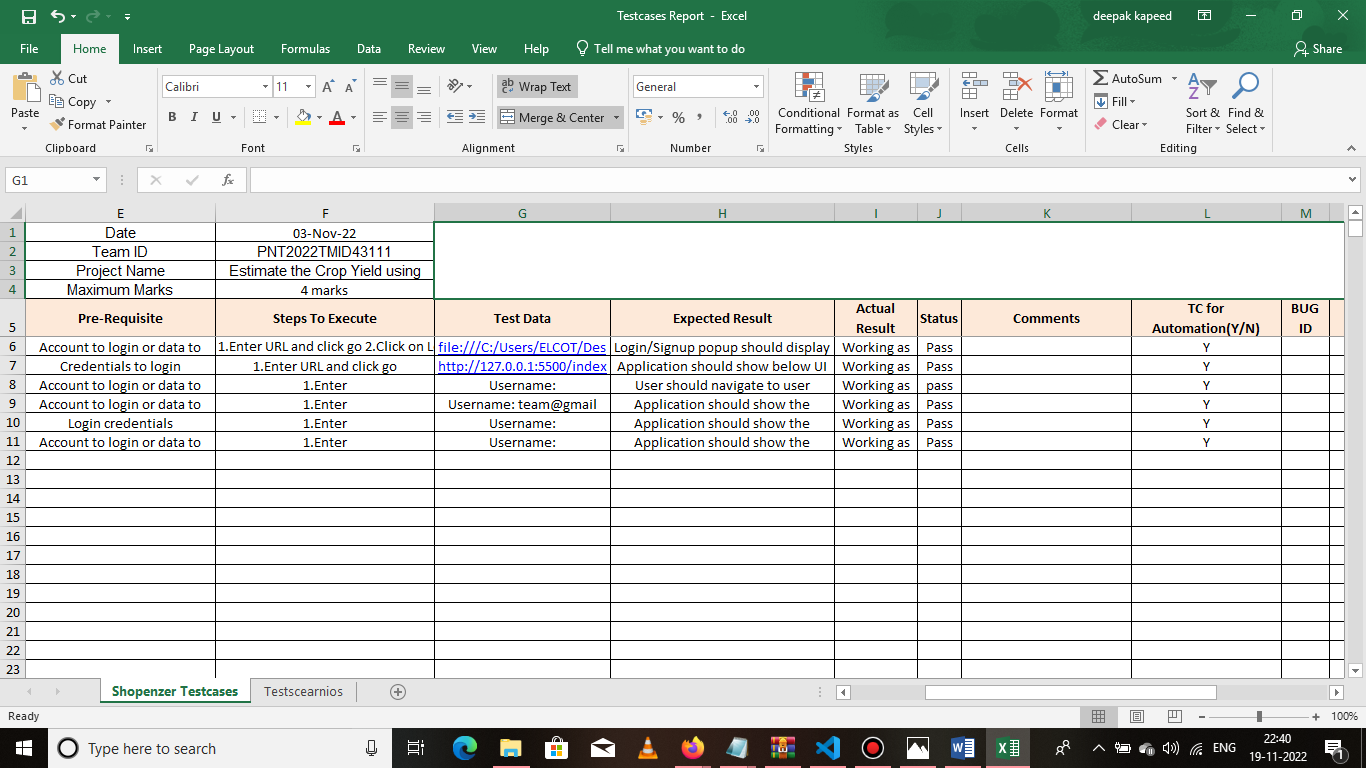 Testcases Report - Excel
deepak kapeed
File Home Insert Page Layout Formulas Data Review View Help Tell me what you want to do Share
Paste
Cut
Copy
Format Painter
Clipboard
Calibri 11 A A
B I U A
Font
ab Wrap Text
Merge & Center
Alignment
General
% , .00 .0 .00
Number
Conditional Formatting
Format as Table
Cell Styles
Styles
Insert Delete Format
Cells
AutoSum
Fill
Clear
Sort & Filter
Find & Select
Editing
G1 fx
E F G H I J K L M
1 Date 03-Nov-22
2 Team ID PNT2022TMID43111
3 Project Name Estimate the Crop Yield using
4 Maximum Marks 4 marks
5 Pre-Requisite Steps To Execute Test Data Expected Result Actual Result Status Comments TC for Automation(Y/N) BUG ID
6 Account to login or data to 1.Enter URL and click go 2.Click on L file:///C:/Users/ELCOT/Des Login/Signup popup should display Working as Pass Y
7 Credentials to login 1.Enter URL and click go http://127.0.0.1:5500/index Application should show below UI Working as Pass Y
8 Account to login or data to 1.Enter Username: User should navigate to user Working as pass Y
9 Account to login or data to 1.Enter Username: team@gmail Application should show the Working as Pass Y
10 Login credentials 1.Enter Username: Application should show the Working as Pass Y
11 Account to login or data to 1.Enter Username: Application should show the Working as Pass Y
12
13
14
15
16
17
18
19
20
21
22
23
Shopenzer Testcases Testscearnios
Ready 100%
Type here to search
ENG 22:40
19-11-2022
1